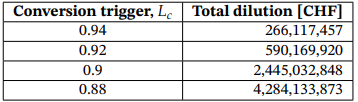 Conversion trigger, L_c Total dilution [CHF]
0.94 266,117,457
0.92 590,169,920
0.9 2,445,032,848
0.88 4,284,133,873